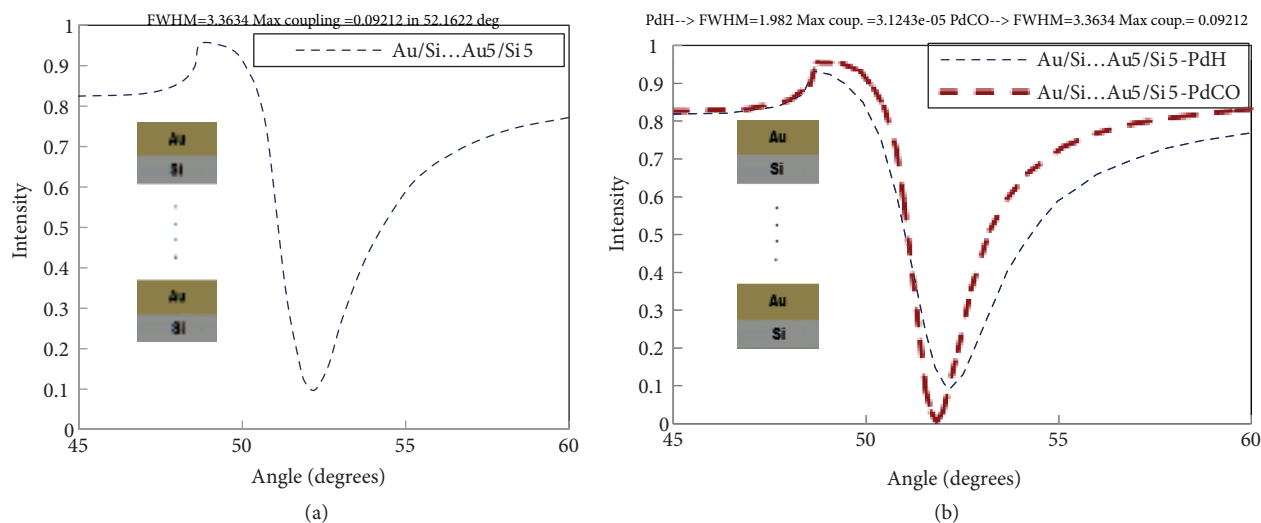 FWHM=3.3634 Max coupling =0.09212 in 52.1622 deg
1
0.9
0.8
0.7
0.6
0.5
0.4
0.3
0.2
0.1
0
Intensity
Au/Si…Au5/Si5
Au
Si
Au
Si
45
50
55
60
Angle (degrees)
(a)
PdH--> FWHM=1.982 Max coup. =3.1243e-05 PdCO--> FWHM=3.3634 Max coup.= 0.09212
1
0.9
0.8
0.7
0.6
0.5
0.4
0.3
0.2
0.1
0
Intensity
Au/Si…Au5/Si5-PdH
Au/Si…Au5/Si5-PdCO
Au
Si
Au
Si
45
50
55
60
Angle (degrees)
(b)